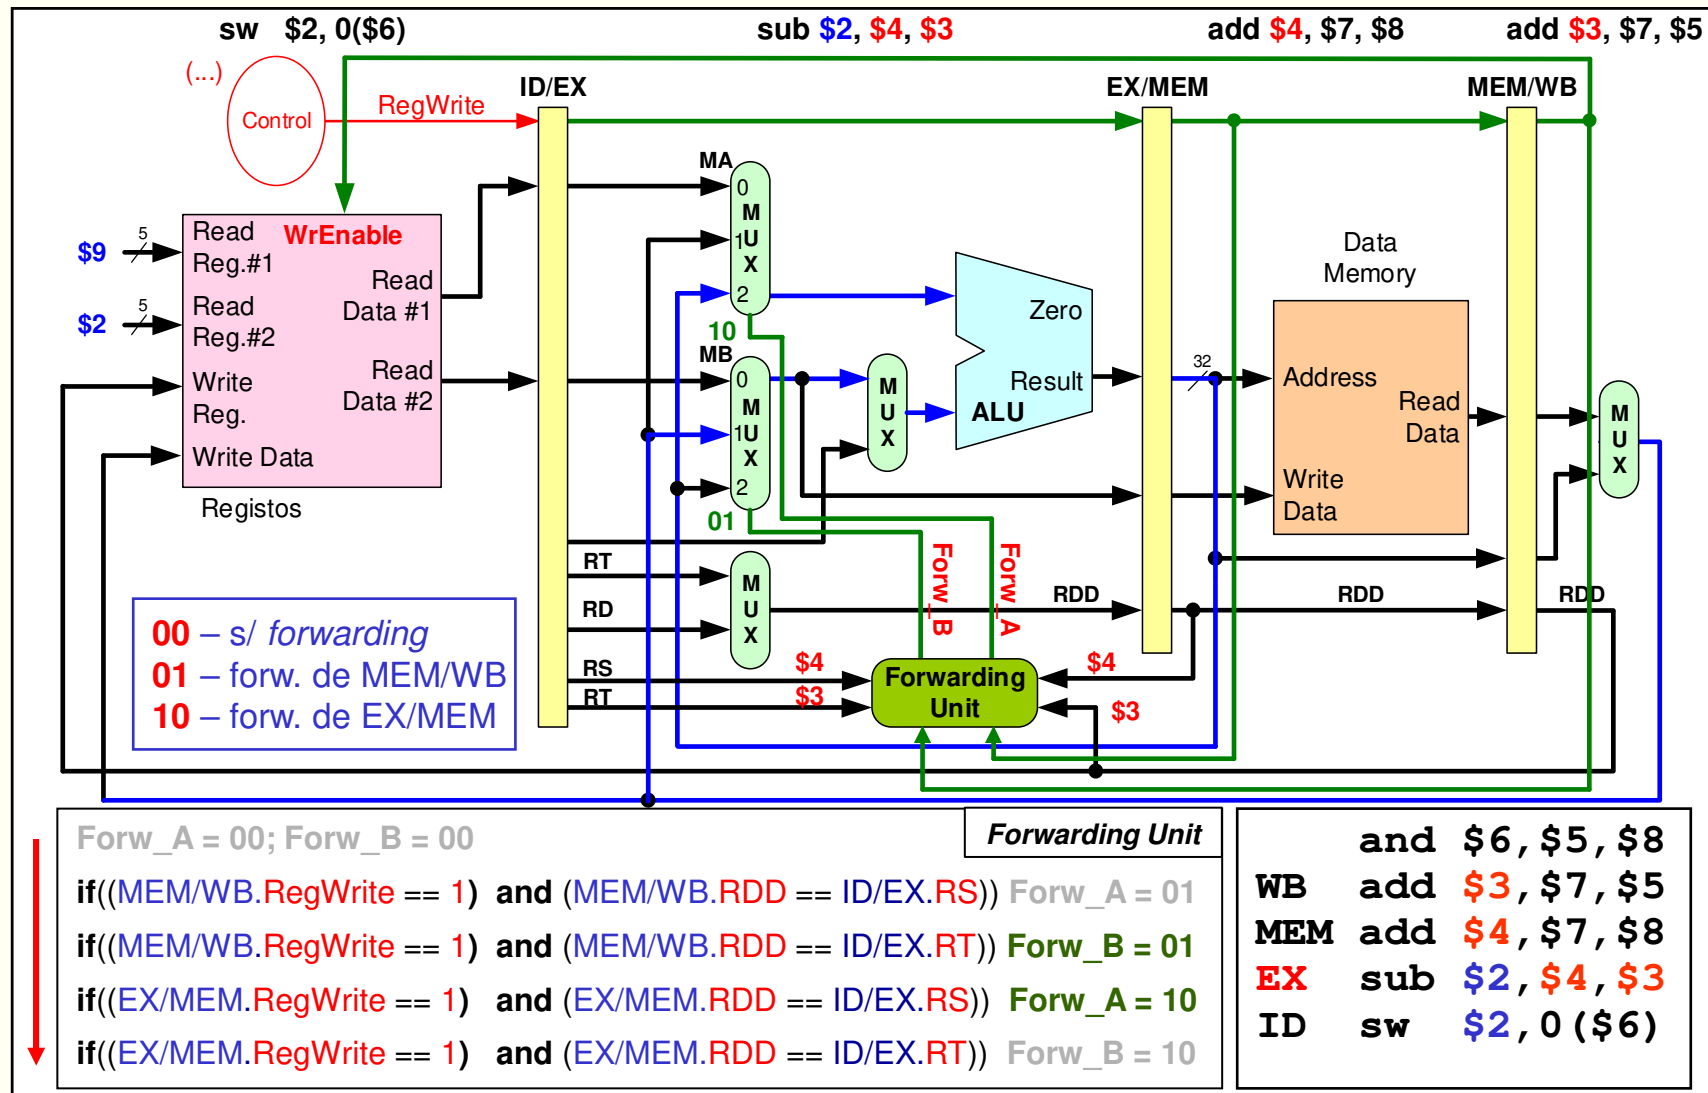 sw $2, 0($6)
sub $2, $4, $3
add $4, $7, $8
add $3, $7, $5
(...)
Control
RegWrite
ID/EX
EX/MEM
MEM/WB
$9
5
Read
Reg.#1
WrEnable
Read
Data #1
$2
5
Read
Reg.#2
Write
Reg.
Read
Data #2
Write Data
Registos
MA
0
M
1U
X
2
10
MB
0
M
1U
X
2
01
M
U
X
Zero
Result
ALU
32
Data
Memory
Address
Read
Data
Write
Data
M
U
X
RT
RD
M
U
X
RDD
RDD
RDD
Forw_B
Forw_A
RS
$4
RT
$3
Forwarding
Unit
$4
$3
00 – s/ forwarding
01 – forw. de MEM/WB
10 – forw. de EX/MEM
Forw_A = 00; Forw_B = 00
Forwarding Unit
if((MEM/WB.RegWrite == 1) and (MEM/WB.RDD == ID/EX.RS)) Forw_A = 01
if((MEM/WB.RegWrite == 1) and (MEM/WB.RDD == ID/EX.RT)) Forw_B = 01
if((EX/MEM.RegWrite == 1) and (EX/MEM.RDD == ID/EX.RS)) Forw_A = 10
if((EX/MEM.RegWrite == 1) and (EX/MEM.RDD == ID/EX.RT)) Forw_B = 10
and $6,$5,$8
WB add $3,$7,$5
MEM add $4,$7,$8
EX sub $2,$4,$3
ID sw $2,0($6)